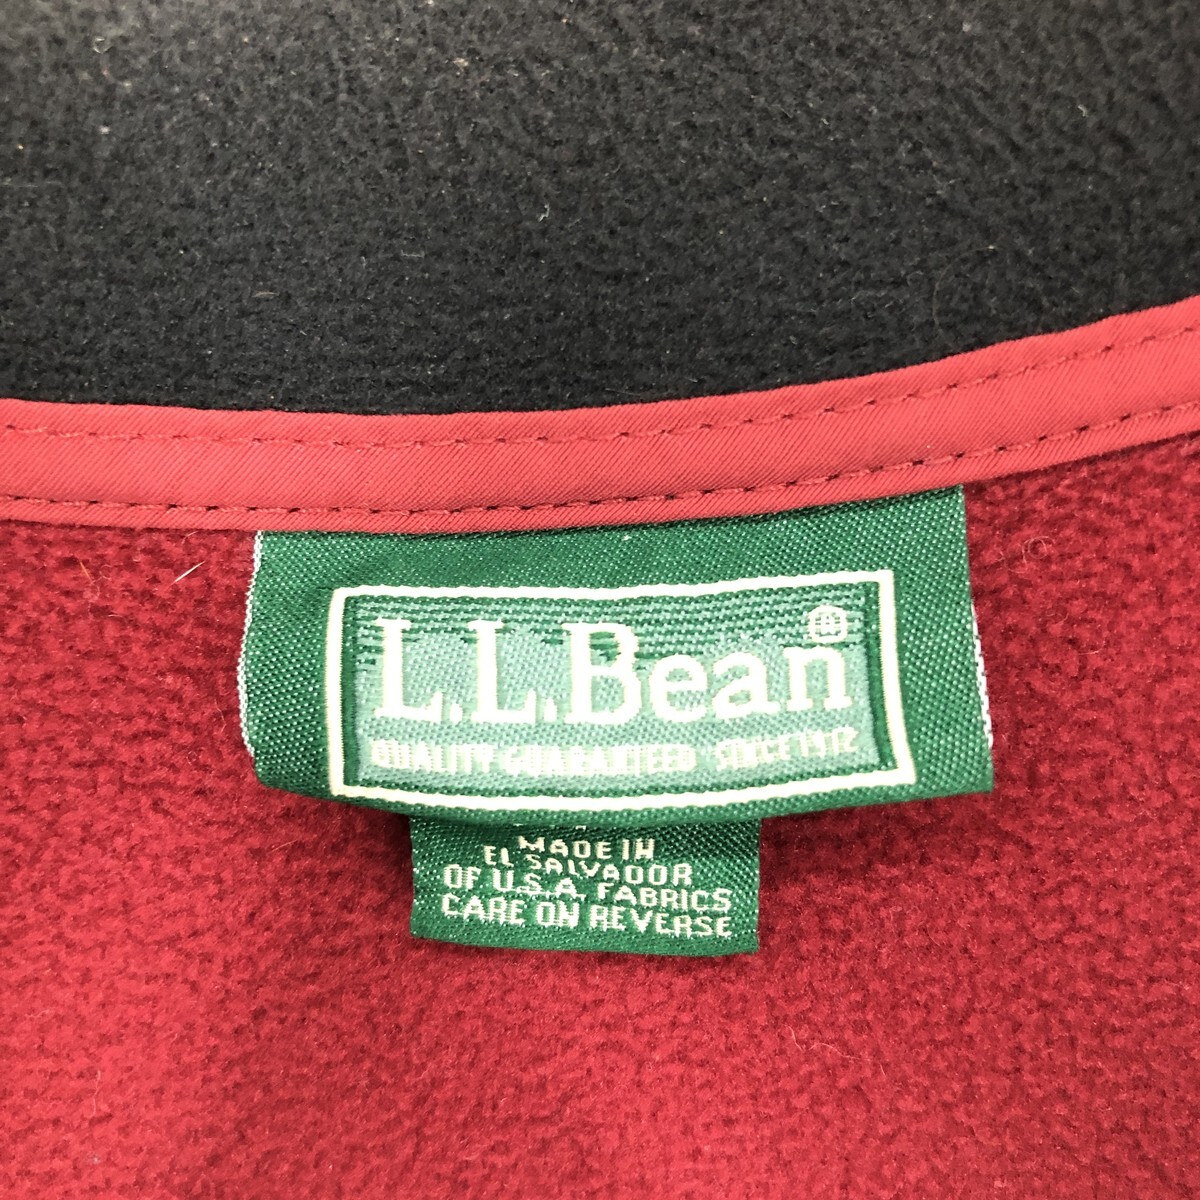 L.L.Bean®
QUALITY GUARANTEED SINCE 1912
MADE IN
EL SALVADOR
OF U.S.A. FABRICS
CARE ON REVERSE